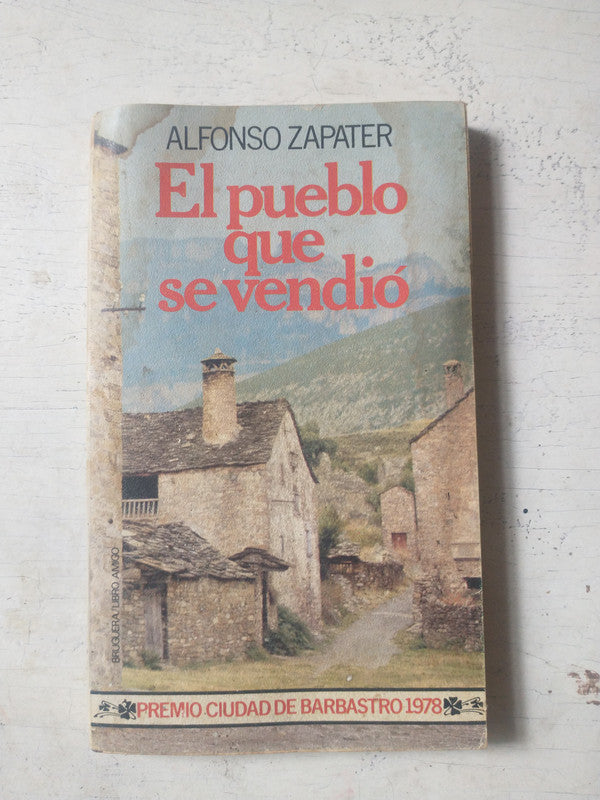 ALFONSO ZAPATER
El pueblo
que
se vendió
BRUGUERA*LIBRO AMIGO
PREMIO CIUDAD DE BARBASTRO 1978